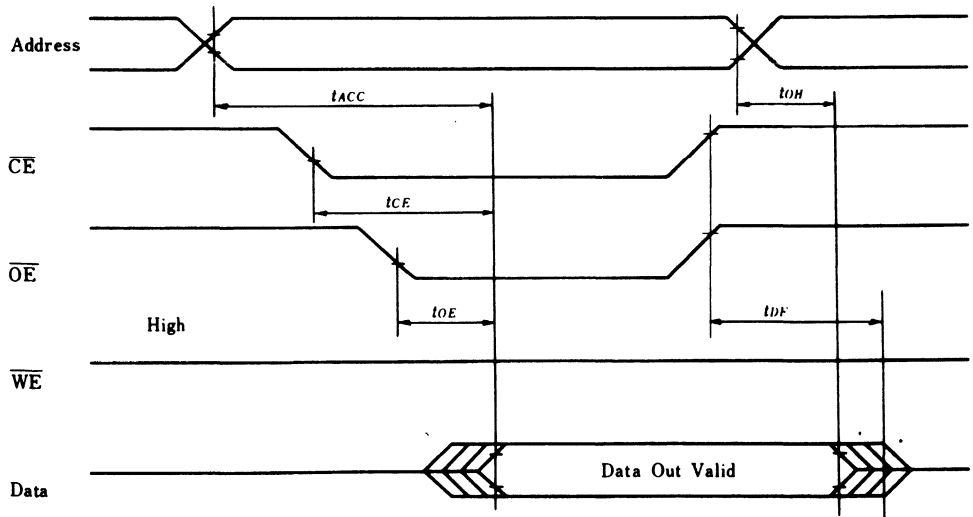 Address
tACC
tOH
CE
tCE
OE
tOE
tDF
High
WE
Data Out Valid
Data